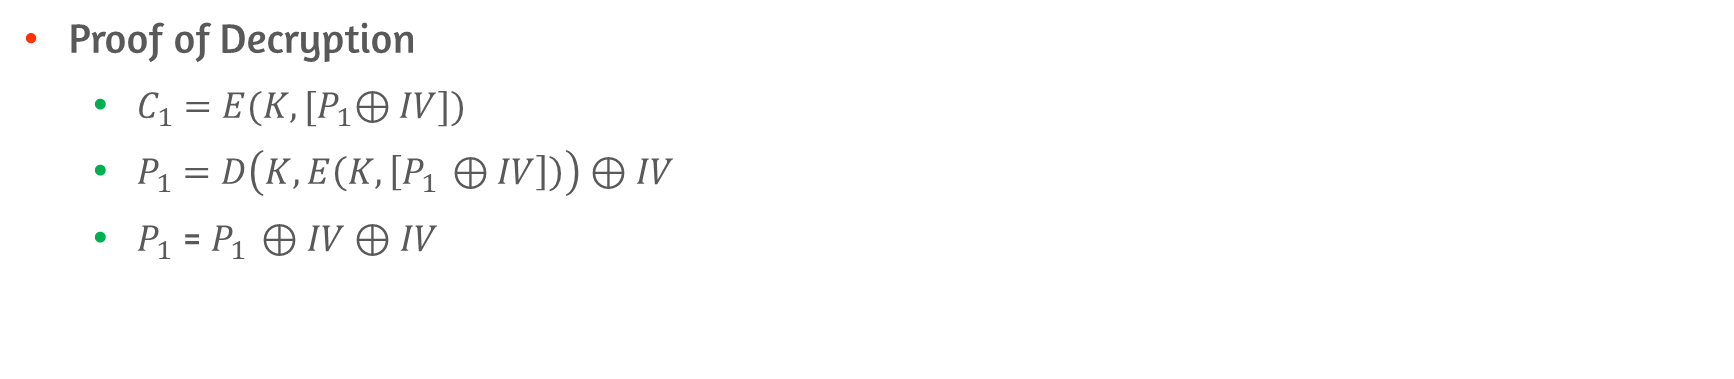 • Proof of Decryption
• C₁ = E(K, [P₁⊕ IV])
• P₁ = D(K, E(K, [P₁ ⊕ IV])) ⊕ IV
• P₁ = P₁ ⊕ IV ⊕ IV